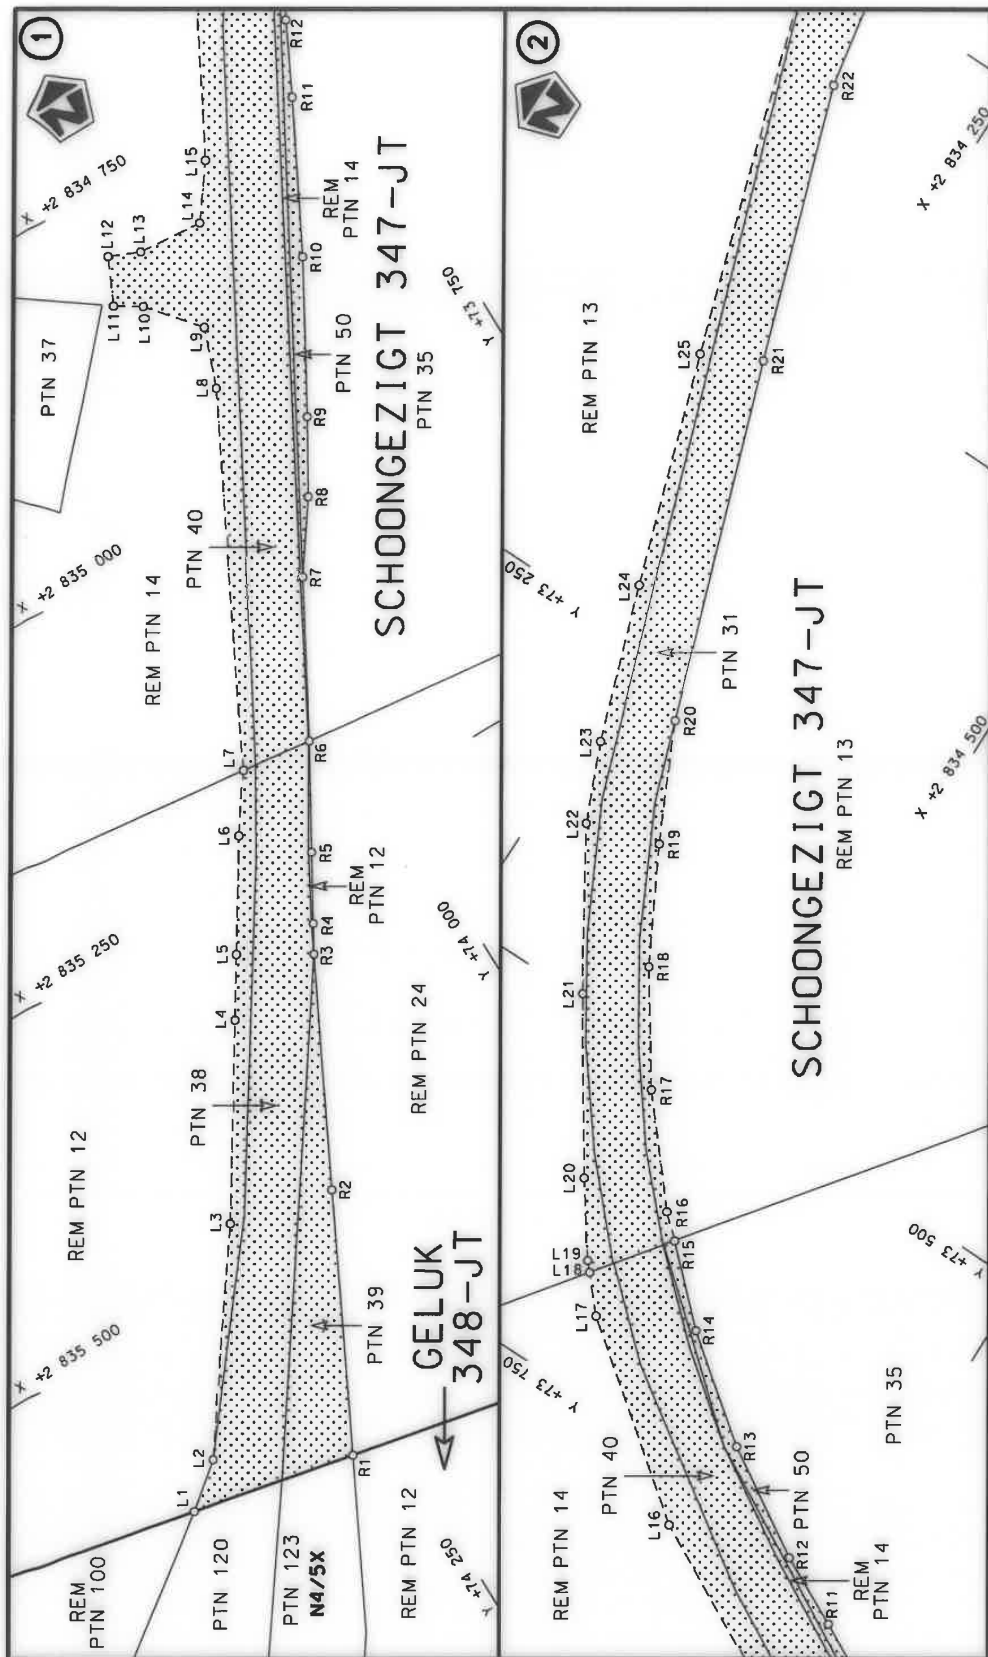 1
N
X +2 835 500
X +2 835 250
X +2 835 000
X +2 834 750
PTN 37
REM
PTN 100
REM PTN 12
REM PTN 14
PTN 38
PTN 40
L1
L2
L3
L4
L5
L6
L7
L8
L9
L10
L11
L12
L13
L14
L15
PTN 120
PTN 123
N4/5X
REM PTN 12
R1
R2
R3
R4
R5
R6
R7
R8
R9
R10
R11
R12
PTN 39
REM
PTN 12
PTN 50
REM
PTN 14
REM PTN 24
PTN 35
GELUK
348-JT
SCHOONGEZIGT 347-JT
Y +74 250
Y +74 000
Y +73 750
2
N
Y +73 750
Y +73 250
REM PTN 14
REM PTN 13
PTN 40
L16
L17
L18
L19
L20
L21
L22
L23
L24
L25
R11
R12
R13
R14
R15
R16
R17
R18
R19
R20
R21
R22
PTN 31
PTN 50
REM
PTN 14
PTN 35
SCHOONGEZIGT 347-JT
REM PTN 13
Y +73 500
X +2 834 500
X +2 834 250